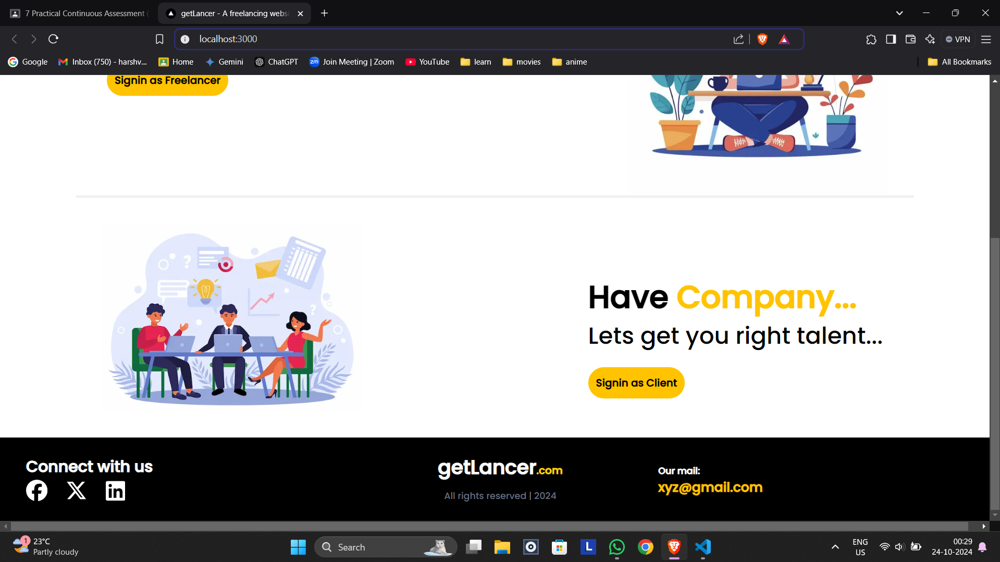 7 Practical Continuous Assessment (
getLancer - A freelancing webs
localhost:3000
VPN
Google
Inbox (750) - harshv...
Home
Gemini
ChatGPT
zm
Join Meeting | Zoom
YouTube
learn
movies
anime
All Bookmarks
Signin as Freelancer
Have Company...
Lets get you right talent...
Signin as Client
Connect with us
getLancer.com
All rights reserved | 2024
Our mail:
xyz@gmail.com
1
23°C
Partly cloudy
Search
L
ENG
US
00:29
24-10-2024